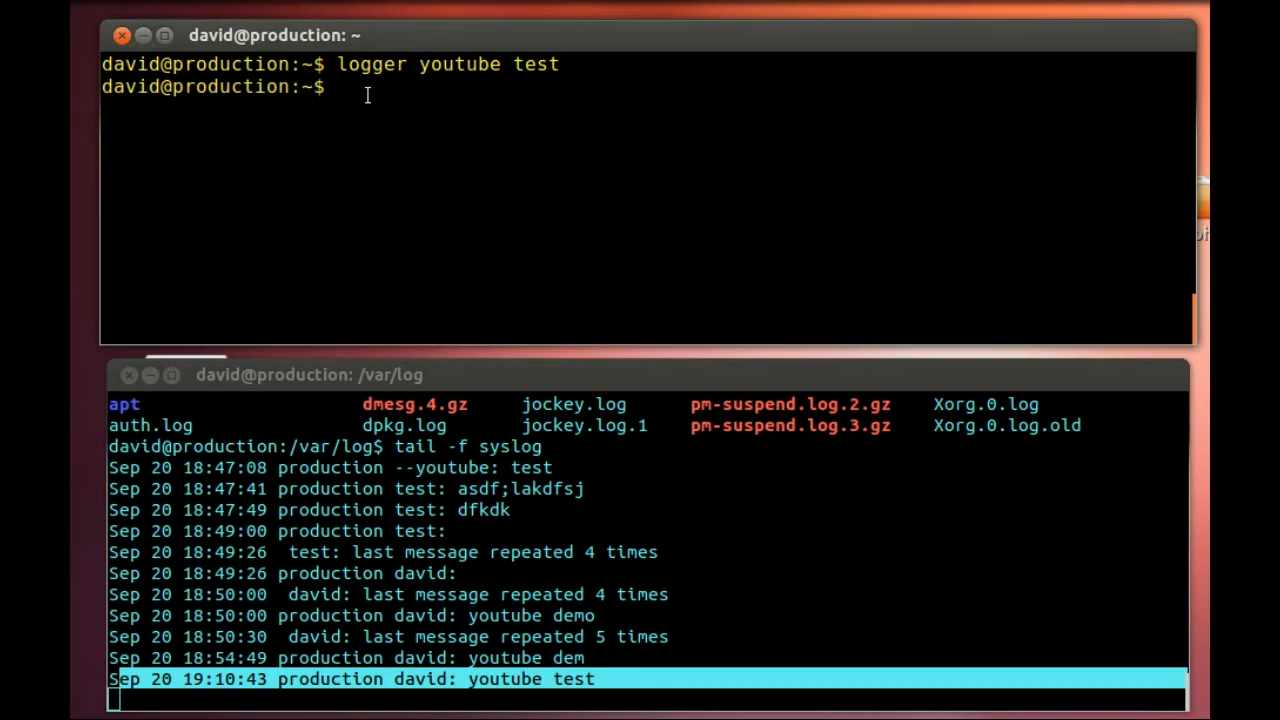 david@production: ~
david@production:~$ logger youtube test
david@production:~$
david@production: /var/log
apt dmesg.4.gz jockey.log pm-suspend.log.2.gz Xorg.0.log
auth.log dpkg.log jockey.log.1 pm-suspend.log.3.gz Xorg.0.log.old
david@production:/var/log$ tail -f syslog
Sep 20 18:47:08 production --youtube: test
Sep 20 18:47:41 production test: asdf;lakdfsj
Sep 20 18:47:49 production test: dfkdk
Sep 20 18:49:00 production test:
Sep 20 18:49:26  test: last message repeated 4 times
Sep 20 18:49:26 production david:
Sep 20 18:50:00  david: last message repeated 4 times
Sep 20 18:50:00 production david: youtube demo
Sep 20 18:50:30  david: last message repeated 5 times
Sep 20 18:54:49 production david: youtube dem
Sep 20 19:10:43 production david: youtube test